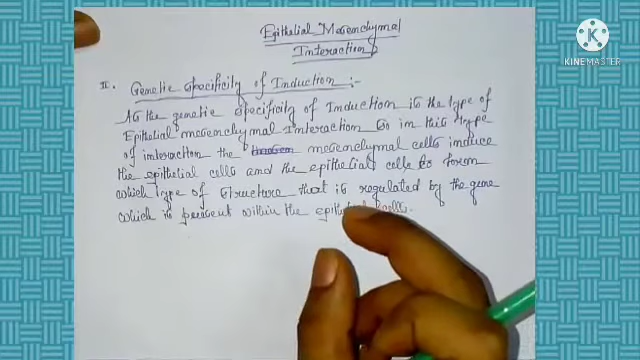 Epithelial Mesenchymal
Interaction
KINEMASTER
II. Genetic specificity of Induction :-
As the genetic specificity of Induction is the type of
Epithelial mesenchymal Interaction so in this type
of interaction the mesenchymal cells induce
the epithelial cells and the epithelial cells to form
which type of structure that is regulated by the gene
which is present within the epithelial cells.